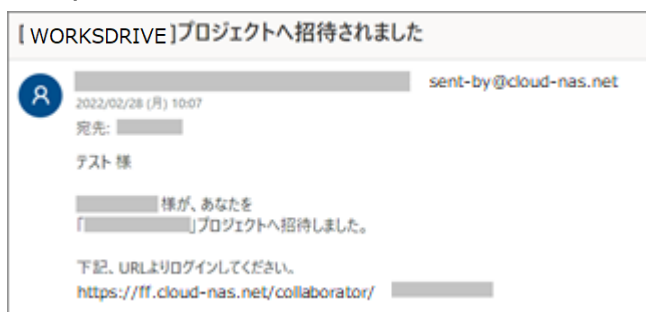 [ WORKSDRIVE ]プロジェクトへ招待されました
sent-by@cloud-nas.net
2022/02/28 (月) 10:07
宛先:
テスト 様
様が、あなたを
「 」プロジェクトへ招待しました。
下記、URLよりログインしてください。
https://ff.cloud-nas.net/collaborator/